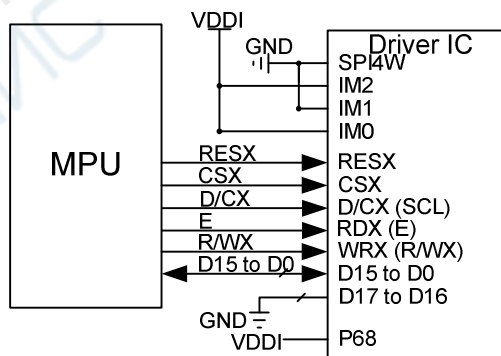 VDDI
GND
Driver IC
SPI4W
IM2
IM1
IM0
MPU
RESX
RESX
CSX
CSX
D/CX
D/CX (SCL)
E
RDX (E)
R/WX
WRX (R/WX)
D15 to D0
D15 to D0
D17 to D16
GND
VDDI
P68